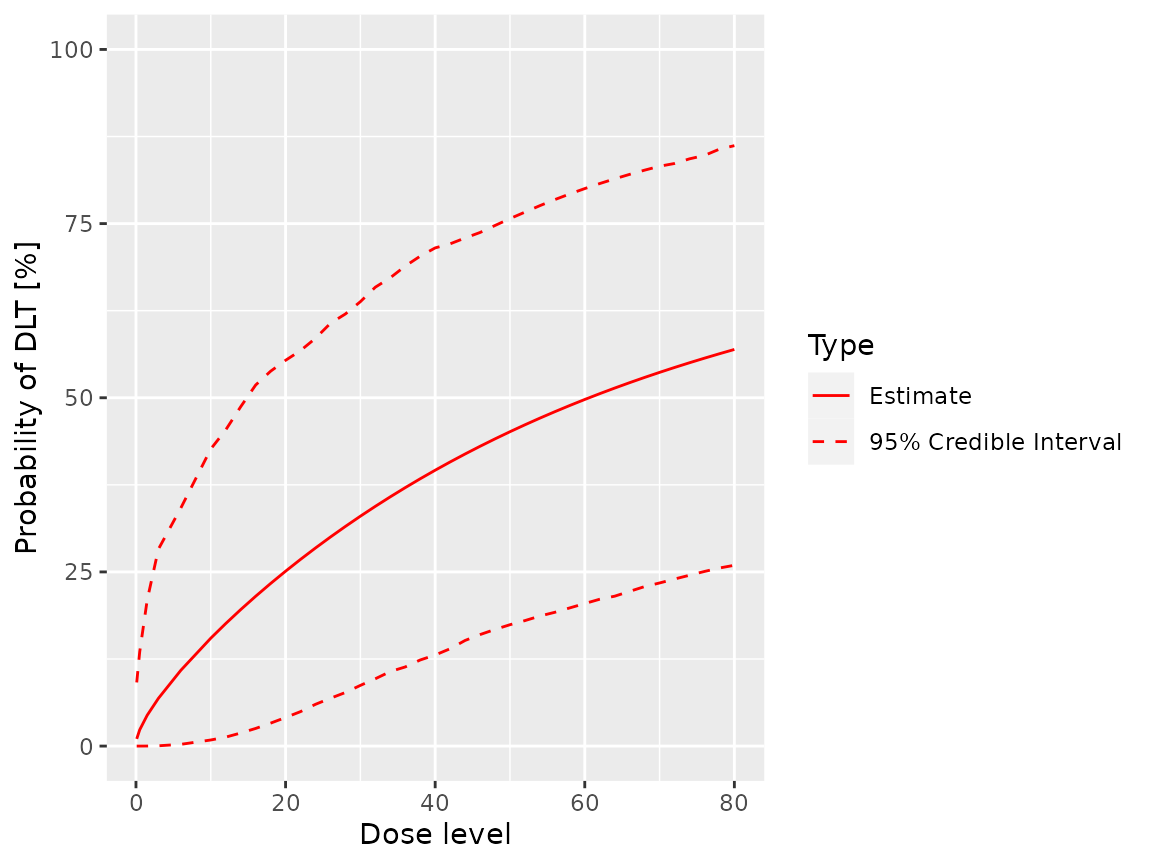 Probability of DLT [%]
100
75
50
25
0
0 20 40 60 80
Dose level
Type
Estimate
95% Credible Interval